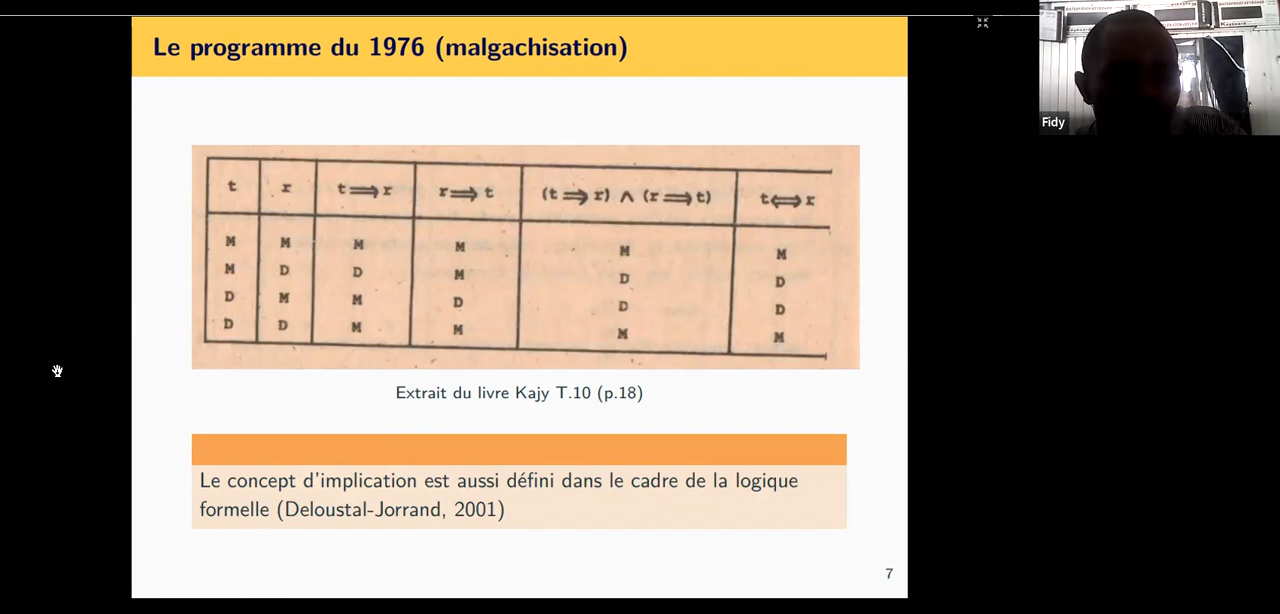 Le programme du 1976 (malgachisation)
t r t⟹r r⟹t (t⟹r) ∧ (r⟹t) t⟺r
M M M M M M
M D D M D D
D M M D D D
D D M M M M
Extrait du livre Kajy T.10 (p.18)
Le concept d'implication est aussi défini dans le cadre de la logique
formelle (Deloustal-Jorrand, 2001)
7
Fidy